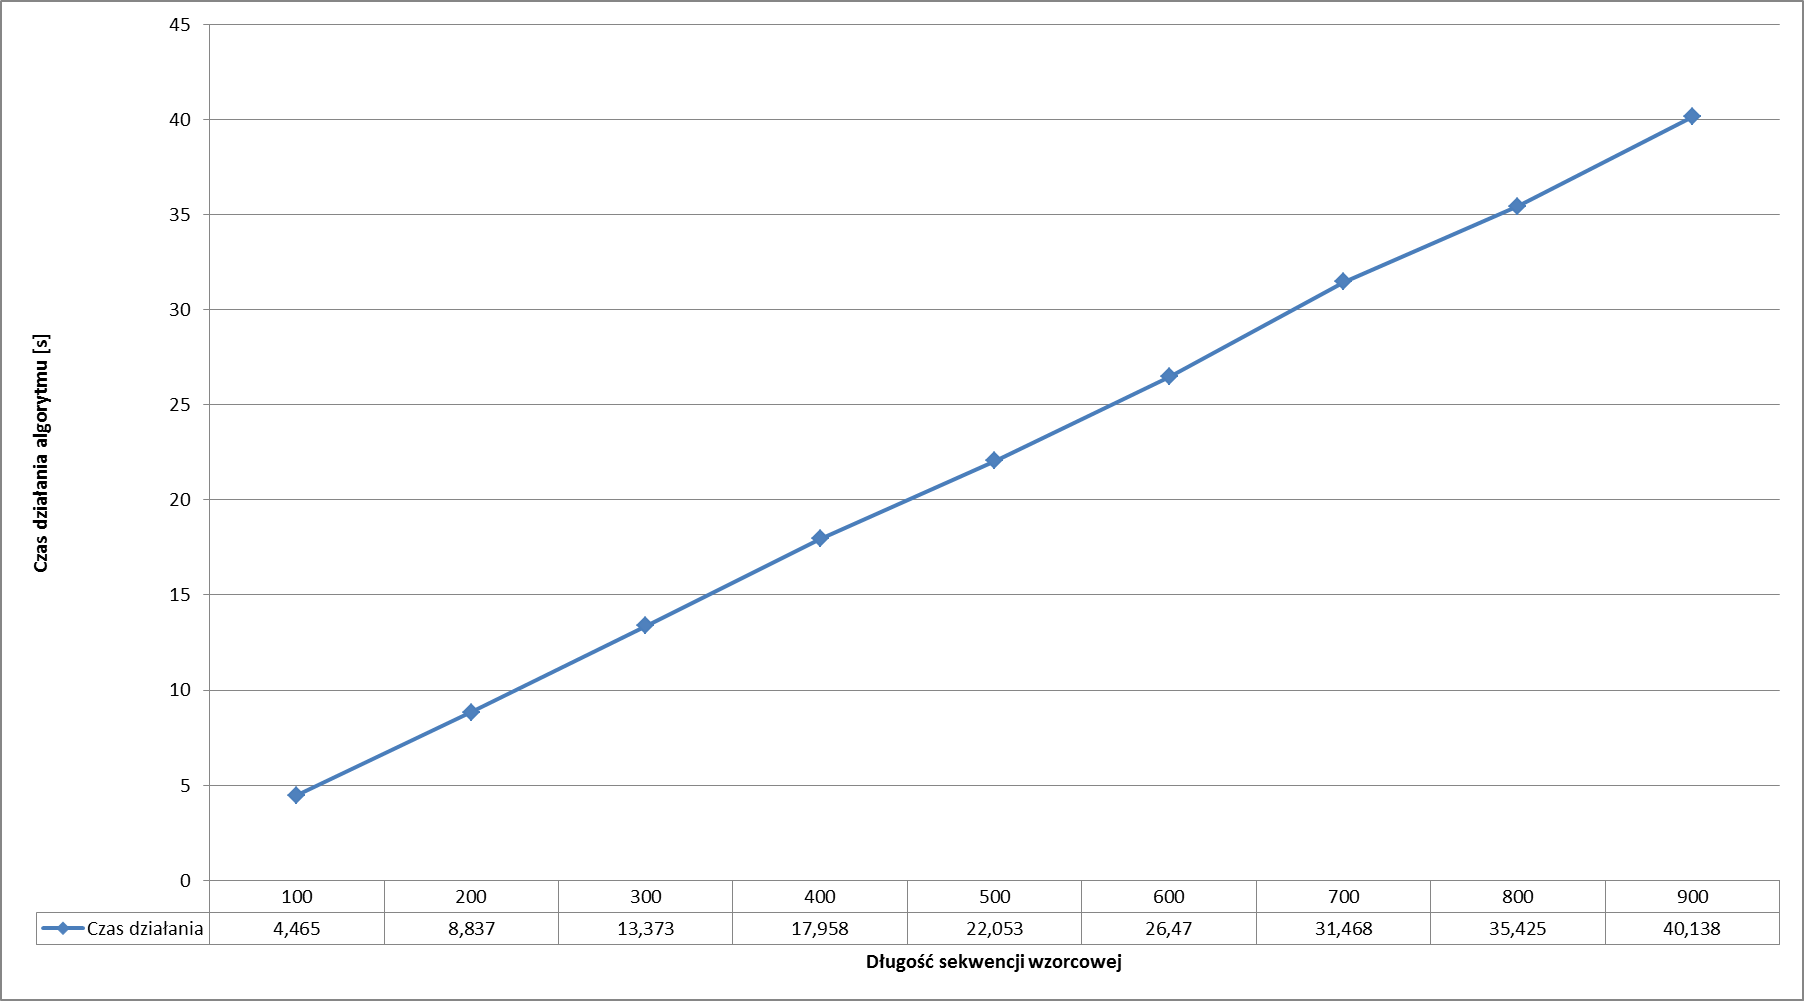 45
40
35
30
25
20
15
10
5
0
Czas działania algorytmu [s]
100 200 300 400 500 600 700 800 900
Czas działania 4,465 8,837 13,373 17,958 22,053 26,47 31,468 35,425 40,138
Długość sekwencji wzorcowej